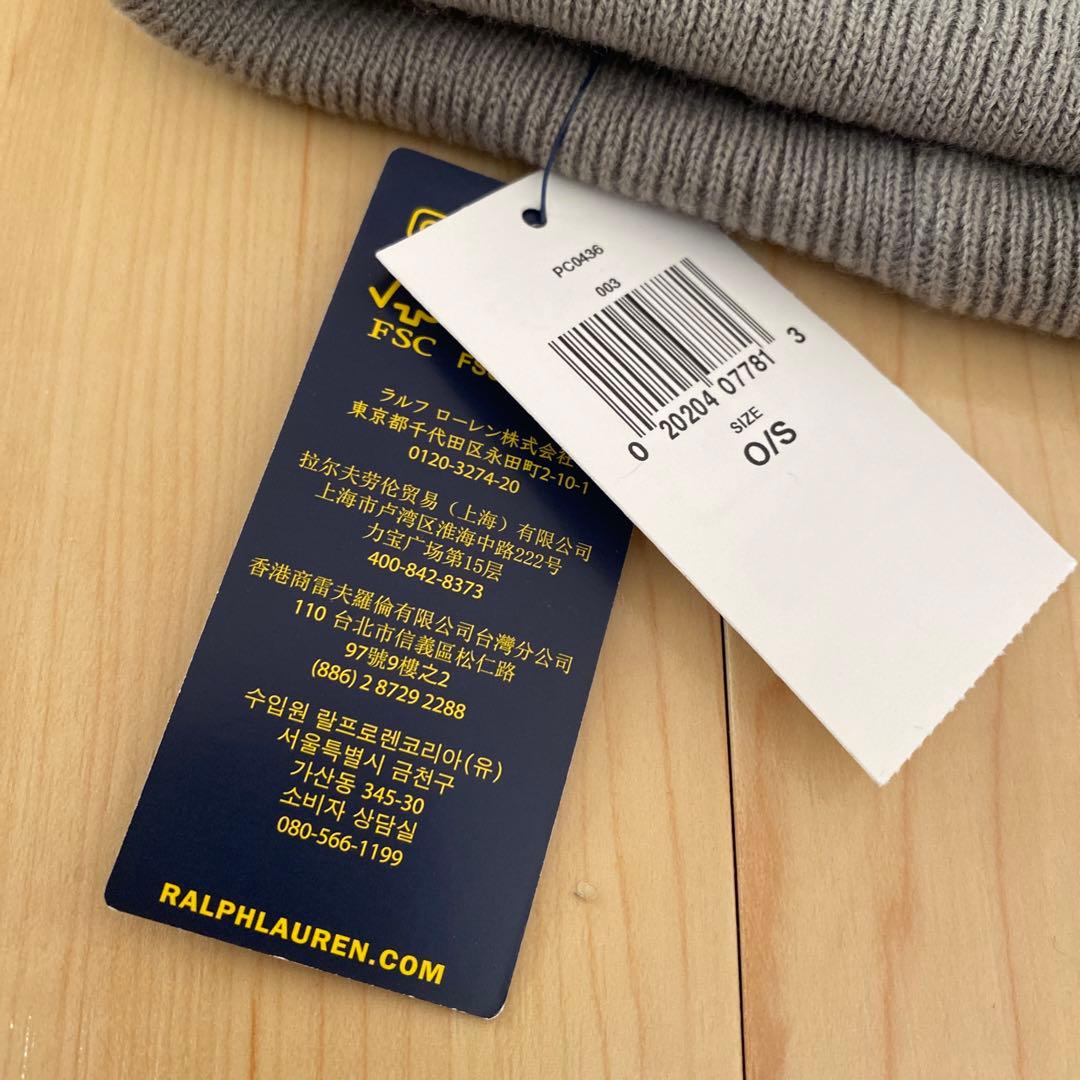 FSC
ラルフ ローレン株式会社
東京都千代田区永田町2-10-1
0120-3274-20
拉尔夫劳伦贸易（上海）有限公司
上海市卢湾区淮海中路222号
力宝广场第15层
400-842-8373
香港商雷夫羅倫有限公司台灣分公司
110 台北市信義區松仁路
97號9樓之2
(886) 2 8729 2288
수입원 랄프로렌코리아(유)
서울특별시 금천구
가산동 345-30
소비자 상담실
080-566-1199
RALPHLAUREN.COM
PC0436
003
0 20204 07781 3
SIZE
O/S